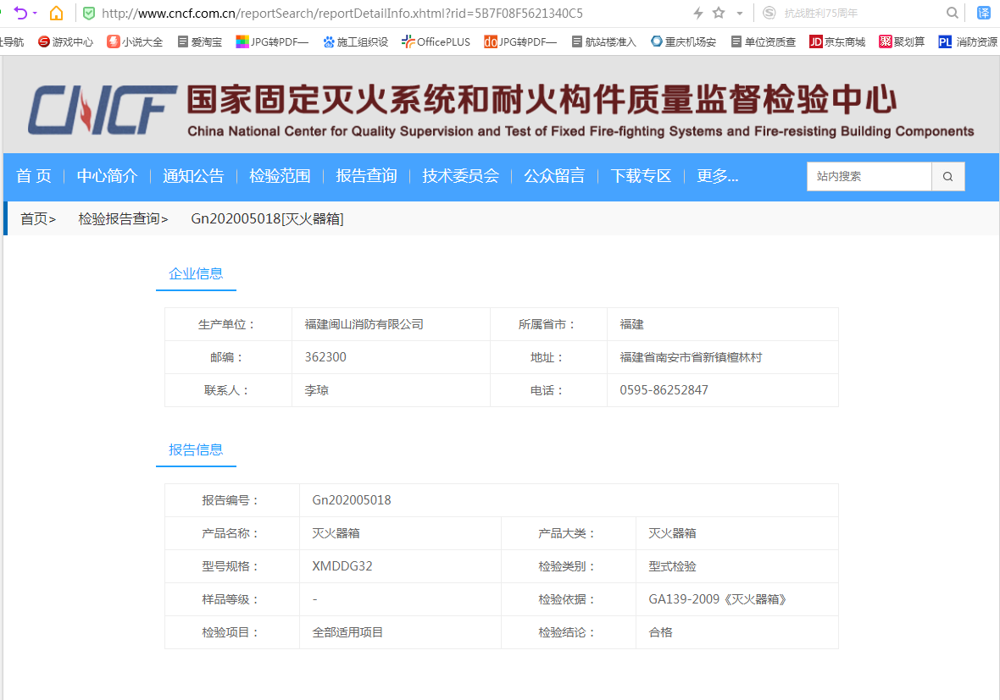 http://www.cncf.com.cn/reportSearch/reportDetailInfo.xhtml?rid=5B7F08F5621340C5 抗战胜利75周年 译
导航 游戏中心 小说大全 爱淘宝 JPG转PDF— 施工组织设 OfficePLUS do JPG转PDF— 航站楼准入 重庆机场安 单位资质查 JD 京东商城 聚 聚划算 PL 消防资源
CNCF 国家固定灭火系统和耐火构件质量监督检验中心
China National Center for Quality Supervision and Test of Fixed Fire-fighting Systems and Fire-resisting Building Components
首 页 中心简介 通知公告 检验范围 报告查询 技术委员会 公众留言 下载专区 更多... 站内搜索
首页> 检验报告查询> Gn202005018[灭火器箱]
企业信息
生产单位： 福建闽山消防有限公司 所属省市： 福建
邮编： 362300 地址： 福建省南安市省新镇檀林村
联系人： 李琼 电话： 0595-86252847
报告信息
报告编号： Gn202005018
产品名称： 灭火器箱 产品大类： 灭火器箱
型号规格： XMDDG32 检验类别： 型式检验
样品等级： - 检验依据： GA139-2009《灭火器箱》
检验项目： 全部适用项目 检验结论： 合格